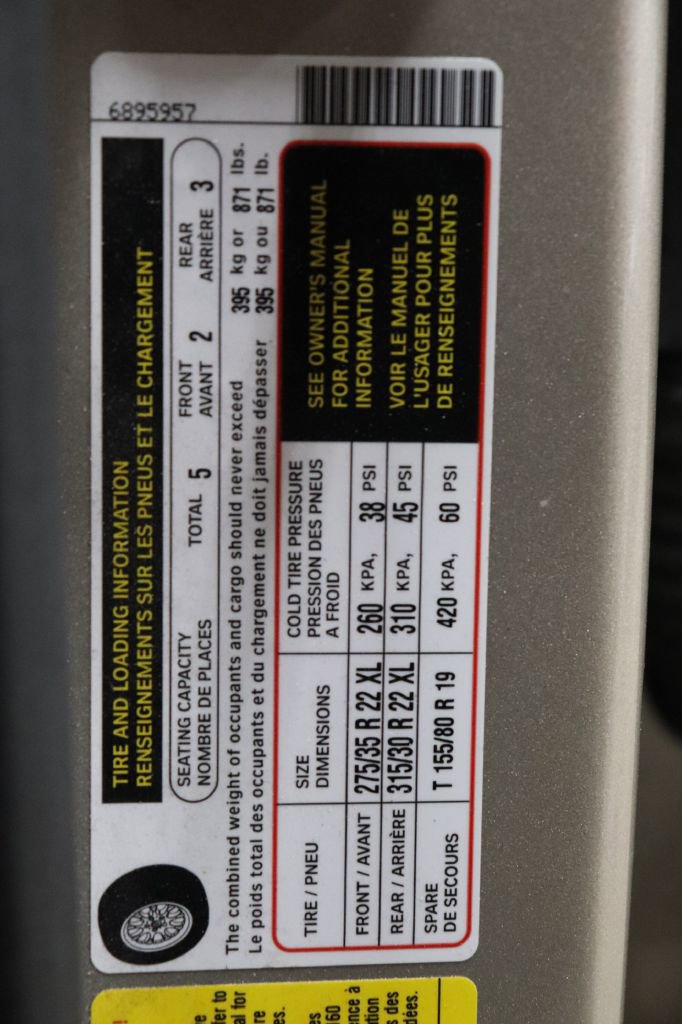 6895957
TIRE AND LOADING INFORMATION
RENSEIGNEMENTS SUR LES PNEUS ET LE CHARGEMENT
SEATING CAPACITY TOTAL 5 FRONT 2 REAR 3
NOMBRE DE PLACES AVANT ARRIÈRE
The combined weight of occupants and cargo should never exceed 395 kg or 871 lbs.
Le poids total des occupants et du chargement ne doit jamais dépasser 395 kg ou 871 lb.
TIRE / PNEU SIZE COLD TIRE PRESSURE
DIMENSIONS PRESSION DES PNEUS
A FROID
FRONT / AVANT 275/35 R 22 XL 260 KPA, 38 PSI
REAR / ARRIÈRE 315/30 R 22 XL 310 KPA, 45 PSI
SPARE T 155/80 R 19 420 KPA, 60 PSI
DE SECOURS
SEE OWNER'S MANUAL
FOR ADDITIONAL
INFORMATION
VOIR LE MANUEL DE
L'USAGER POUR PLUS
DE RENSEIGNEMENTS